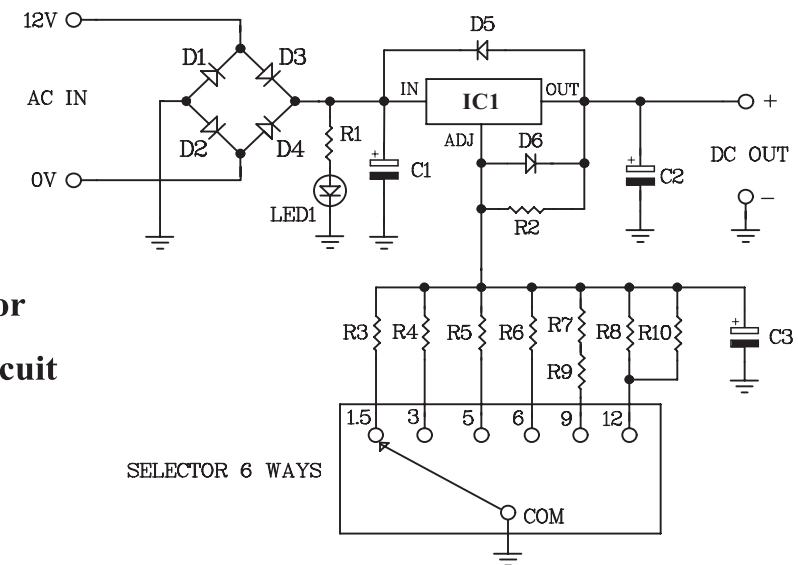 12V
D5
D1 D3
AC IN
IN IC1 OUT
R1
ADJ D6
D2 D4
C1
DC OUT
+
+
+
C2
0V
−
LED1
R2
or
R3 R4 R5 R6 R7 R8 R10
+
C3
cuit
R9
1.5 3 5 6 9 12
SELECTOR 6 WAYS
COM